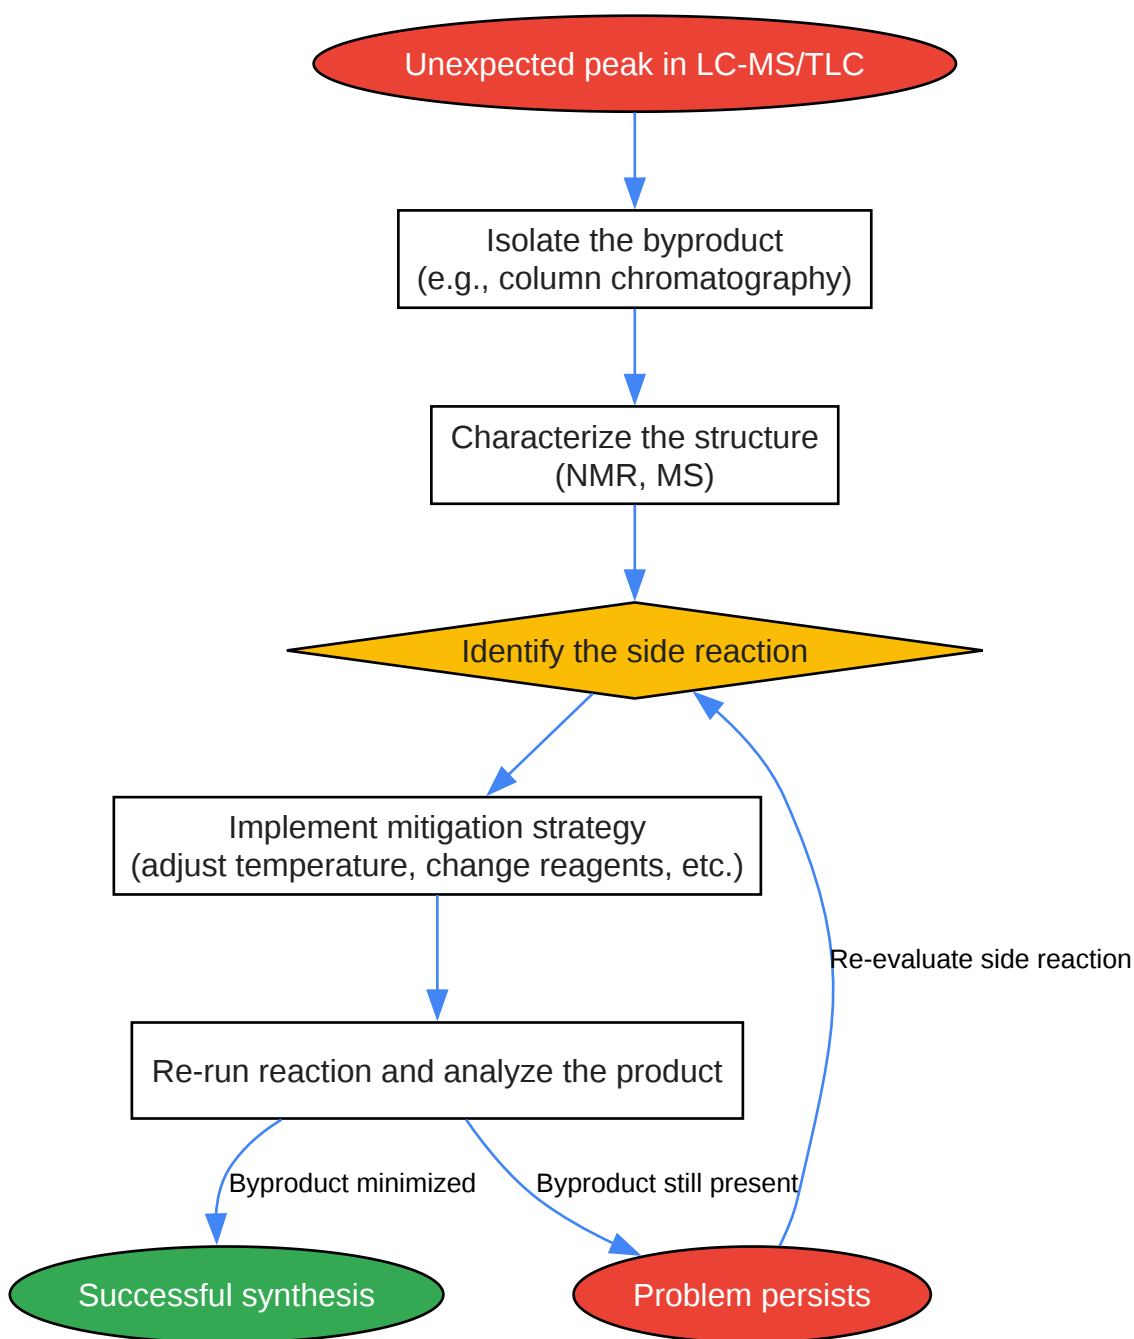 Unexpected peak in LC-MS/TLC
Isolate the byproduct
(e.g., column chromatography)
Characterize the structure
(NMR, MS)
Identify the side reaction
Implement mitigation strategy
(adjust temperature, change reagents, etc.)
Re-evaluate side reaction
Re-run reaction and analyze the product
Byproduct minimized
Byproduct still present
Successful synthesis
Problem persists